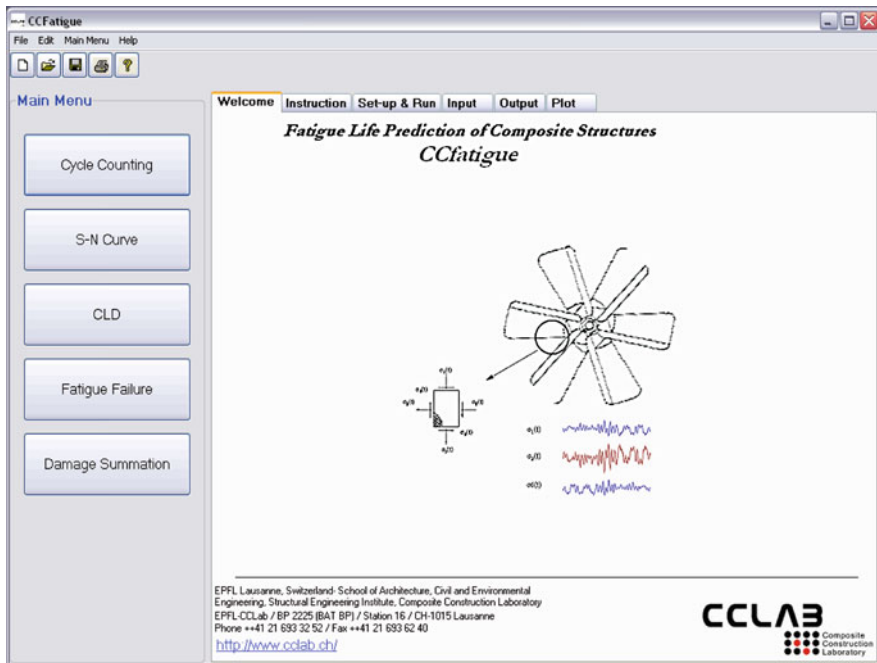 CCFatigue
File Edit Main Menu Help
Main Menu
Cycle Counting
S-N Curve
CLD
Fatigue Failure
Damage Summation
Welcome Instruction Set-up & Run Input Output Plot
Fatigue Life Prediction of Composite Structures
CCfatigue
EPFL Lausanne, Switzerland- School of Architecture, Civil and Environmental
Engineering, Structural Engineering Institute, Composite Construction Laboratory
EPFL-CCLab / BP 2225 (BAT BP) / Station 16 / CH-1015 Lausanne
Phone ++41 21 693 32 52 / Fax ++41 21 693 62 40
http://www.cclab.ch/
CCLAB
Composite
Construction
Laboratory